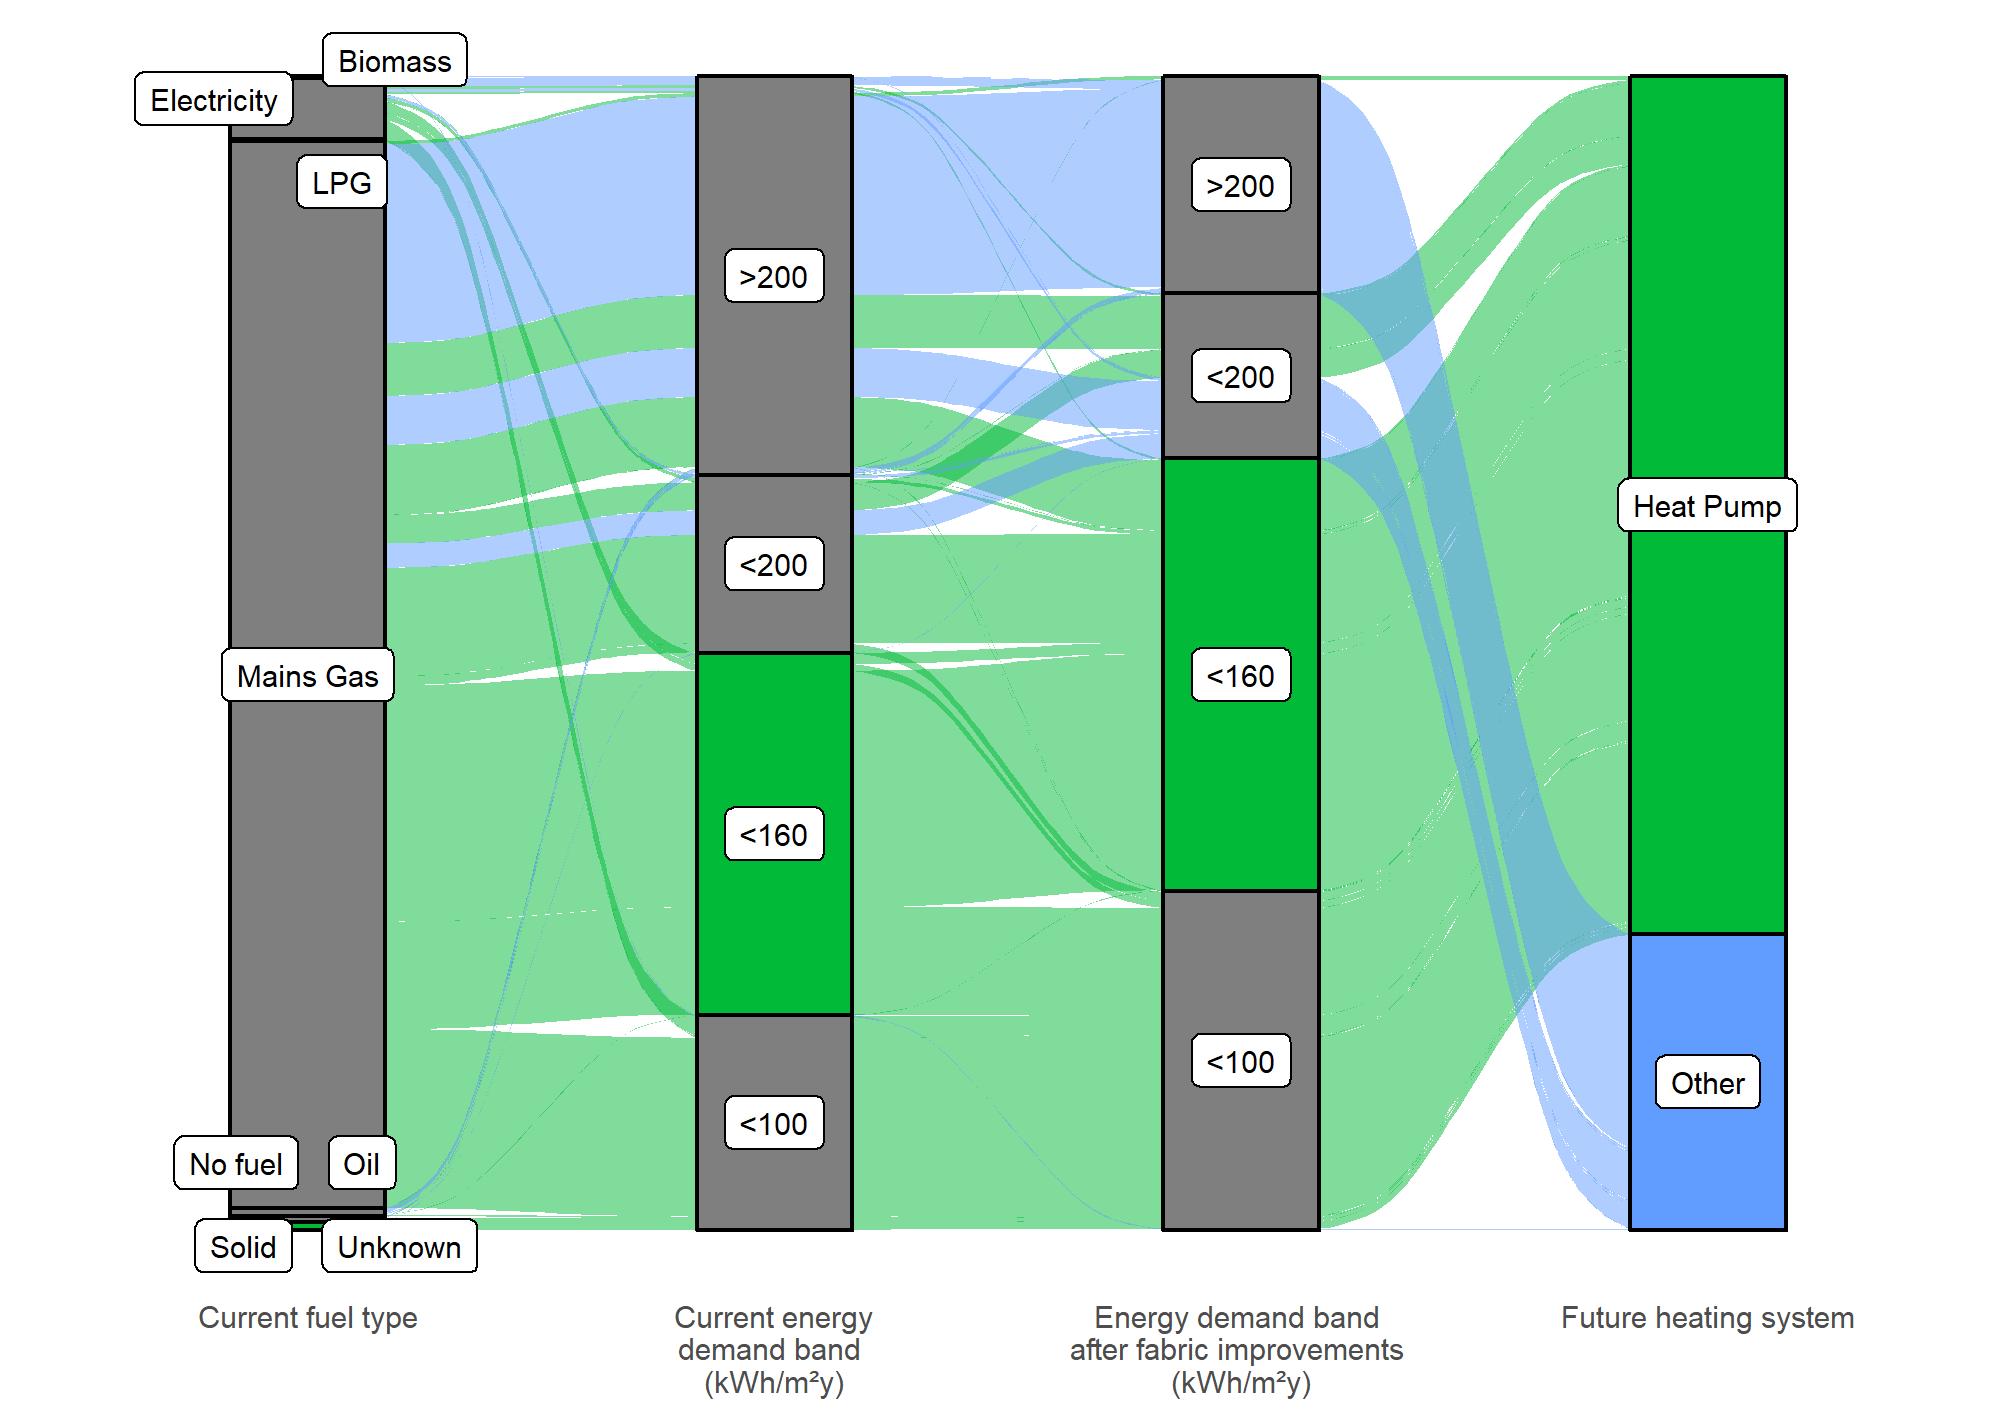 Biomass
Electricity
LPG
Mains Gas
No fuel
Oil
Solid
Unknown
>200
<200
<160
<100
>200
<200
<160
<100
Heat Pump
Other
Current fuel type
Current energy
demand band
(kWh/m²y)
Energy demand band
after fabric improvements
(kWh/m²y)
Future heating system